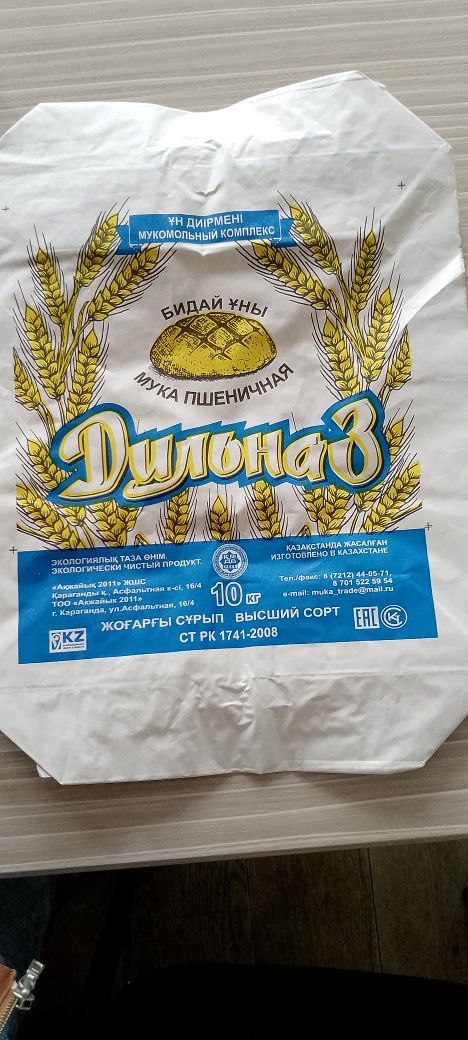 ҰН ДИІРМЕНІ
МУКОМОЛЬНЫЙ КОМПЛЕКС
БИДАЙ ҰНЫ
МУКА ПШЕНИЧНАЯ
Дильназ
ЭКОЛОГИЯЛЫҚ ТАЗА ӨНІМ.
ЭКОЛОГИЧЕСКИ ЧИСТЫЙ ПРОДУКТ.
«Ақжайық 2011» ЖШС
Қарағанды қ., Асфальтная к-сі, 16/4
ТОО «Акжайык 2011»
г. Караганда, ул.Асфальтная, 16/4
10 кг
ҚАЗАҚСТАНДА ЖАСАЛҒАН
ИЗГОТОВЛЕНО В КАЗАХСТАНЕ
Тел./факс: 8 (7212) 44-05-71,
8 701 522 59 54
e-mail: muka_trade@mail.ru
ЖОҒАРҒЫ СҰРЫП ВЫСШИЙ СОРТ
СТ РК 1741-2008
KZ
ЕАС